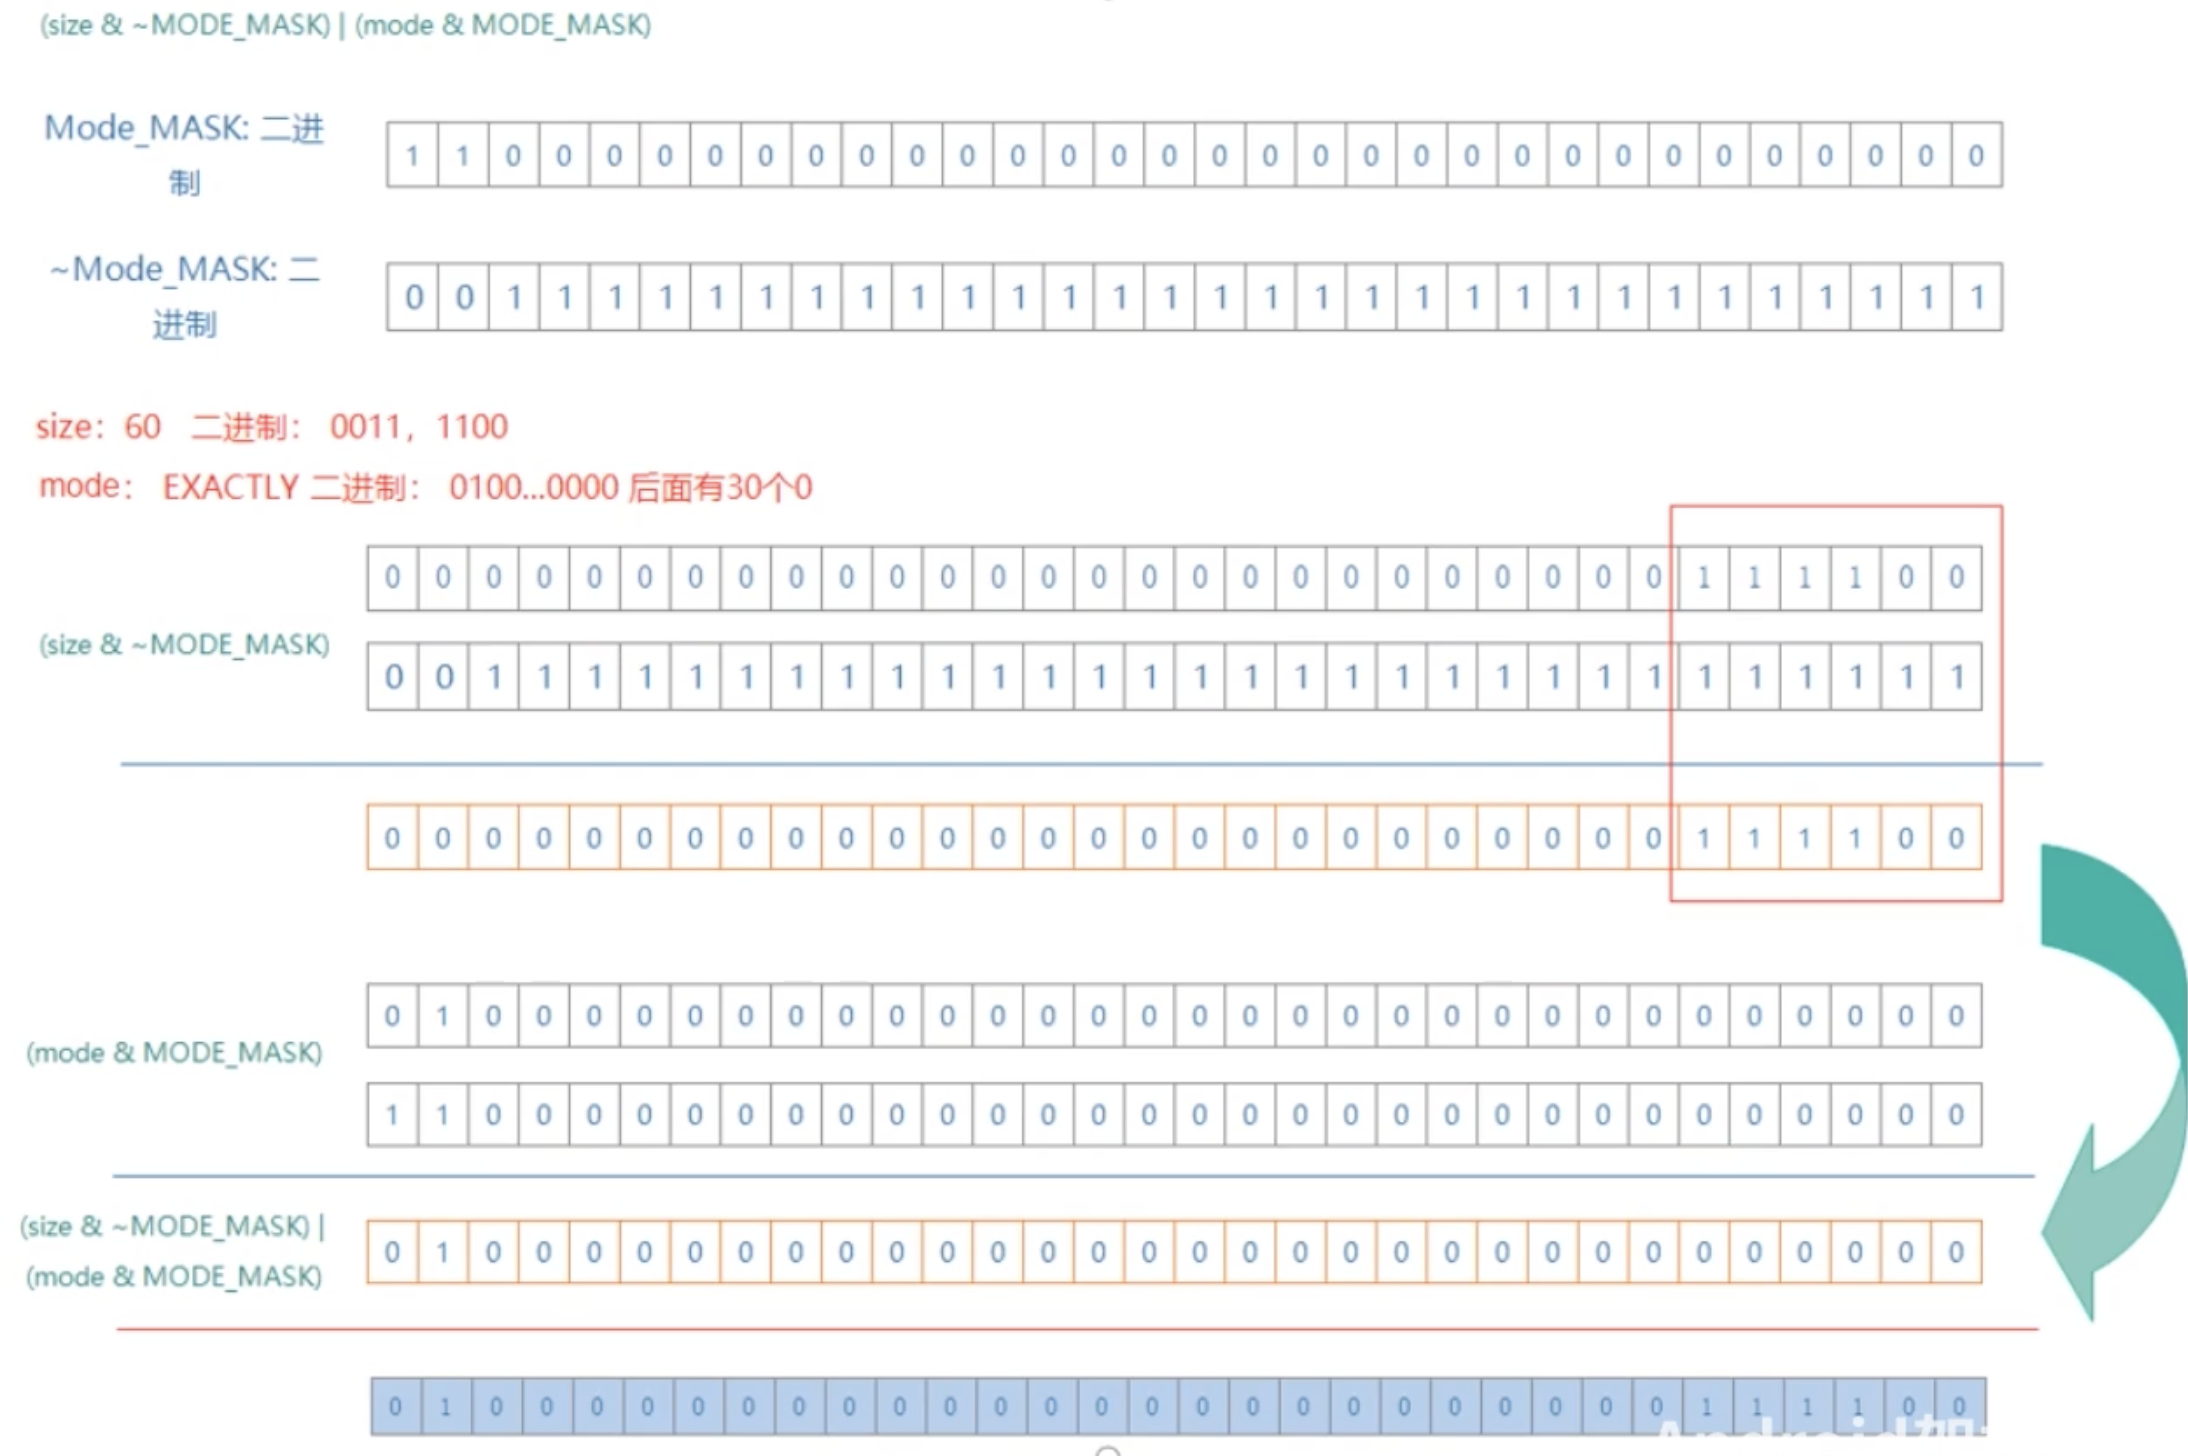 (size & ~MODE_MASK) | (mode & MODE_MASK)
Mode_MASK: 二进
制
1 1 0 0 0 0 0 0 0 0 0 0 0 0 0 0 0 0 0 0 0 0 0 0 0 0 0 0 0 0 0 0
~Mode_MASK: 二
进制
0 0 1 1 1 1 1 1 1 1 1 1 1 1 1 1 1 1 1 1 1 1 1 1 1 1 1 1 1 1 1 1
size: 60 二进制: 0011, 1100
mode: EXACTLY 二进制: 0100...0000 后面有30个0
0 0 0 0 0 0 0 0 0 0 0 0 0 0 0 0 0 0 0 0 0 0 0 0 0 0 1 1 1 1 0 0
(size & ~MODE_MASK)
0 0 1 1 1 1 1 1 1 1 1 1 1 1 1 1 1 1 1 1 1 1 1 1 1 1 1 1 1 1 1 1
0 0 0 0 0 0 0 0 0 0 0 0 0 0 0 0 0 0 0 0 0 0 0 0 0 0 1 1 1 1 0 0
0 1 0 0 0 0 0 0 0 0 0 0 0 0 0 0 0 0 0 0 0 0 0 0 0 0 0 0 0 0 0 0
(mode & MODE_MASK)
1 1 0 0 0 0 0 0 0 0 0 0 0 0 0 0 0 0 0 0 0 0 0 0 0 0 0 0 0 0 0 0
(size & ~MODE_MASK) |
(mode & MODE_MASK)
0 1 0 0 0 0 0 0 0 0 0 0 0 0 0 0 0 0 0 0 0 0 0 0 0 0 0 0 0 0 0 0
0 1 0 0 0 0 0 0 0 0 0 0 0 0 0 0 0 0 0 0 0 0 0 0 0 0 1 1 1 1 0 0